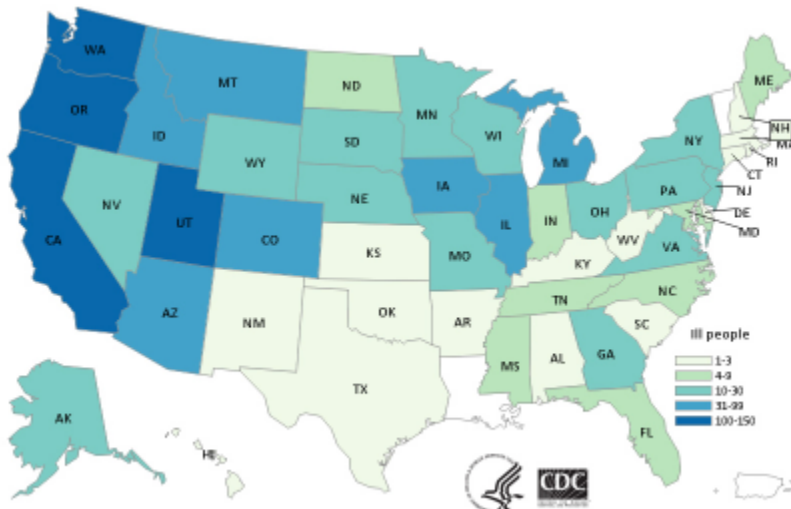 WA
OR
CA
NV
ID
MT
WY
UT
CO
AZ
NM
ND
SD
NE
KS
OK
TX
MN
IA
MO
AR
WI
IL
MI
IN
OH
KY
TN
MS
AL
GA
FL
SC
NC
VA
WV
PA
NY
ME
NH
MA
RI
CT
NJ
DE
MD
AK
HI
Ill people
1-3
4-9
10-30
31-99
100-150
CDC